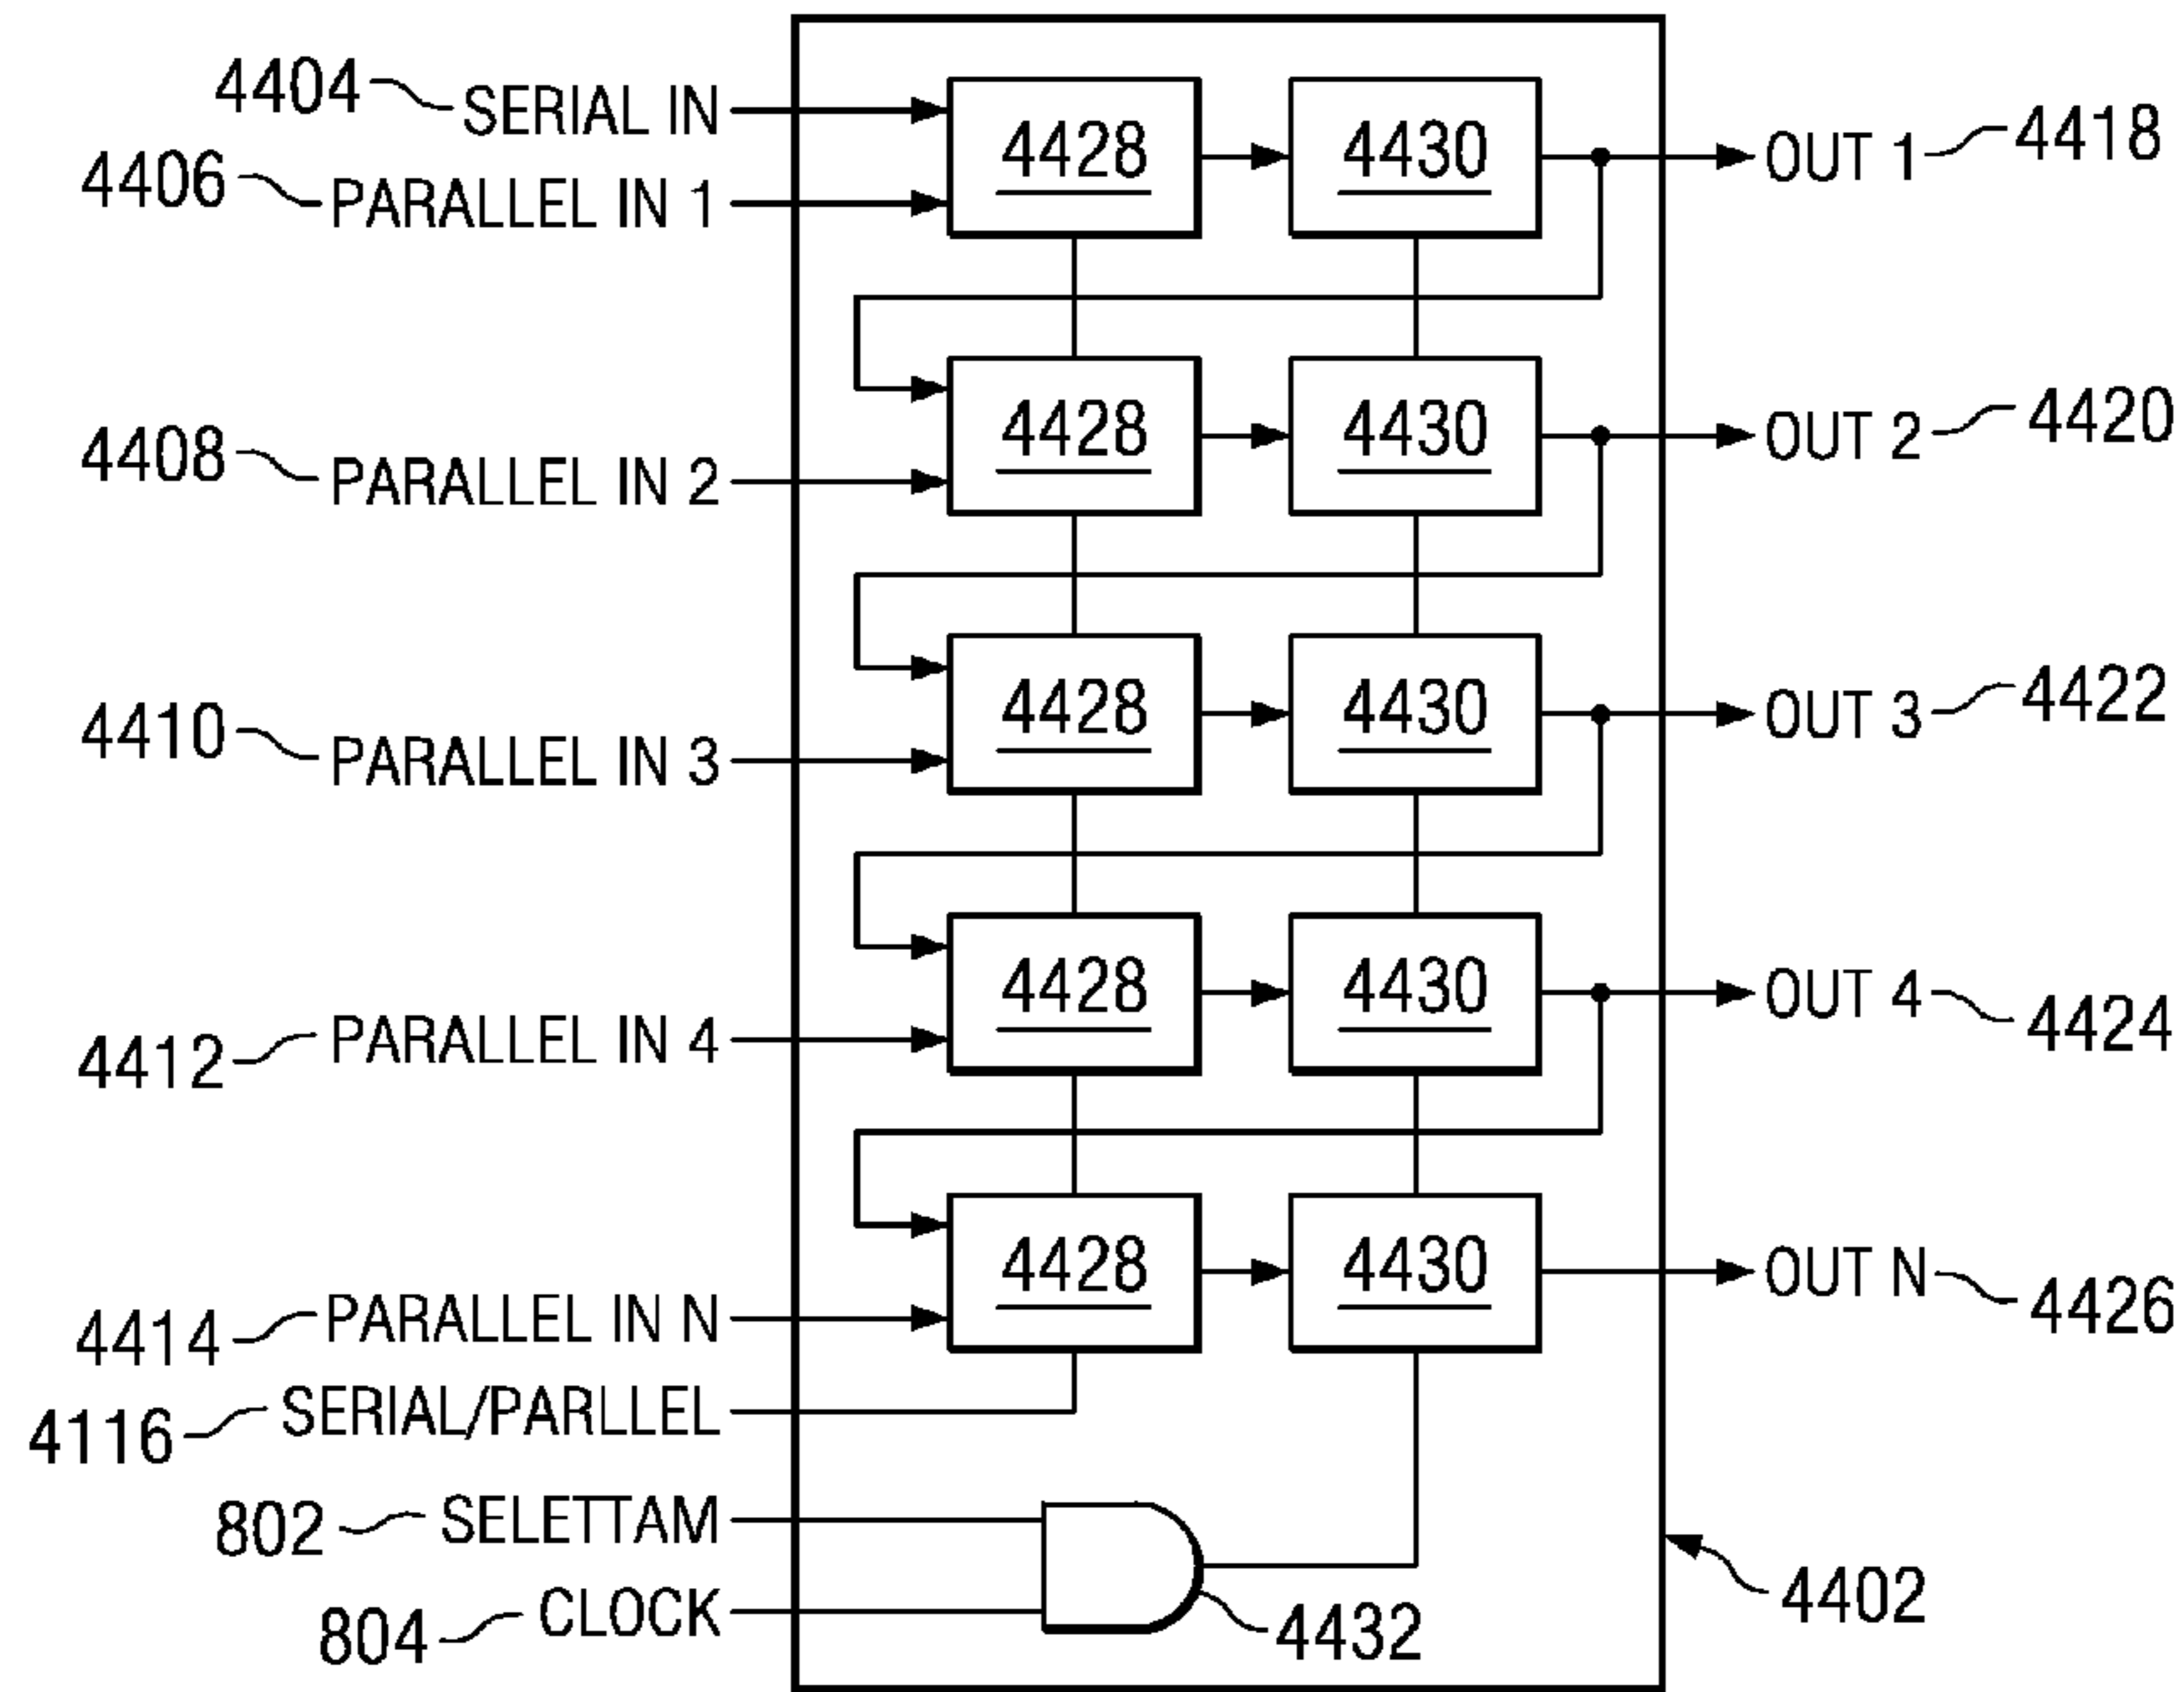 4404 SERIAL IN 4428 4430 OUT 1 4418
4406 PARALLEL IN 1
4408 PARALLEL IN 2 4428 4430 OUT 2 4420
4410 PARALLEL IN 3 4428 4430 OUT 3 4422
4412 PARALLEL IN 4 4428 4430 OUT 4 4424
4414 PARALLEL IN N 4428 4430 OUT N 4426
4116 SERIAL/PARLLEL
802 SELETTAM
804 CLOCK 4432 4402